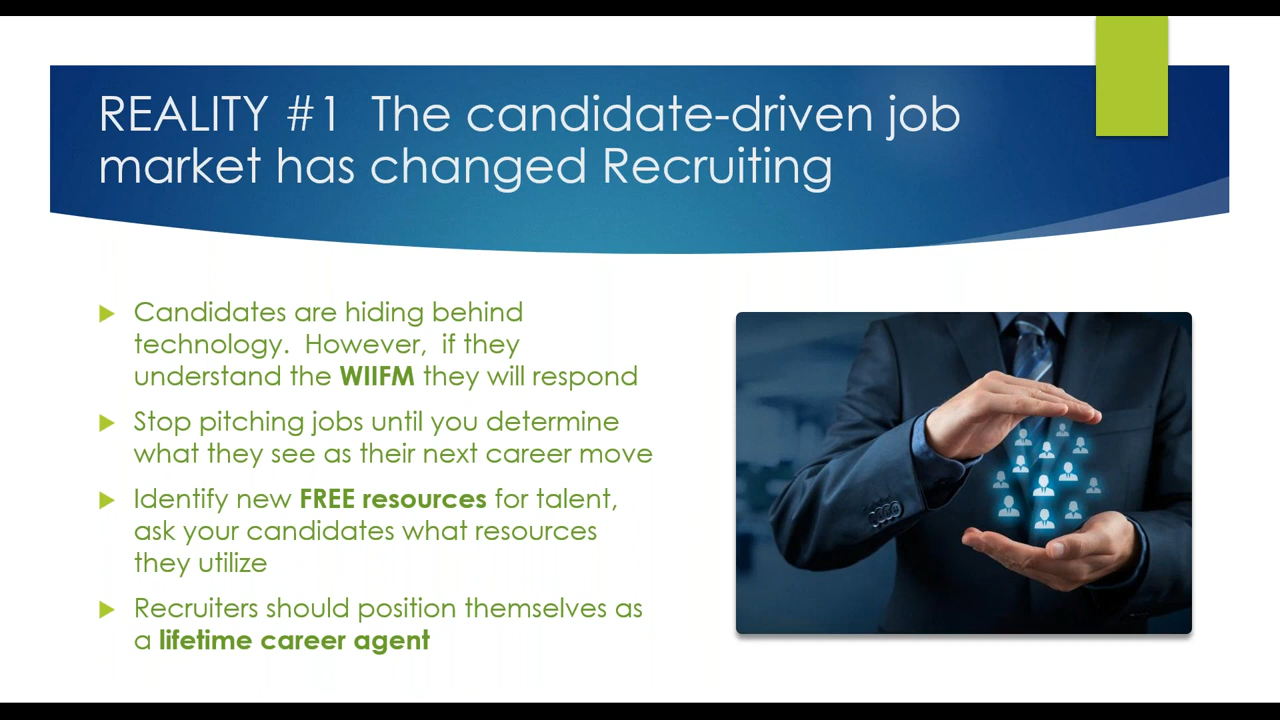 REALITY #1  The candidate-driven job
market has changed Recruiting
Candidates are hiding behind
technology.  However,  if they
understand the WIIFM they will respond
Stop pitching jobs until you determine
what they see as their next career move
Identify new FREE resources for talent,
ask your candidates what resources
they utilize
Recruiters should position themselves as
a lifetime career agent